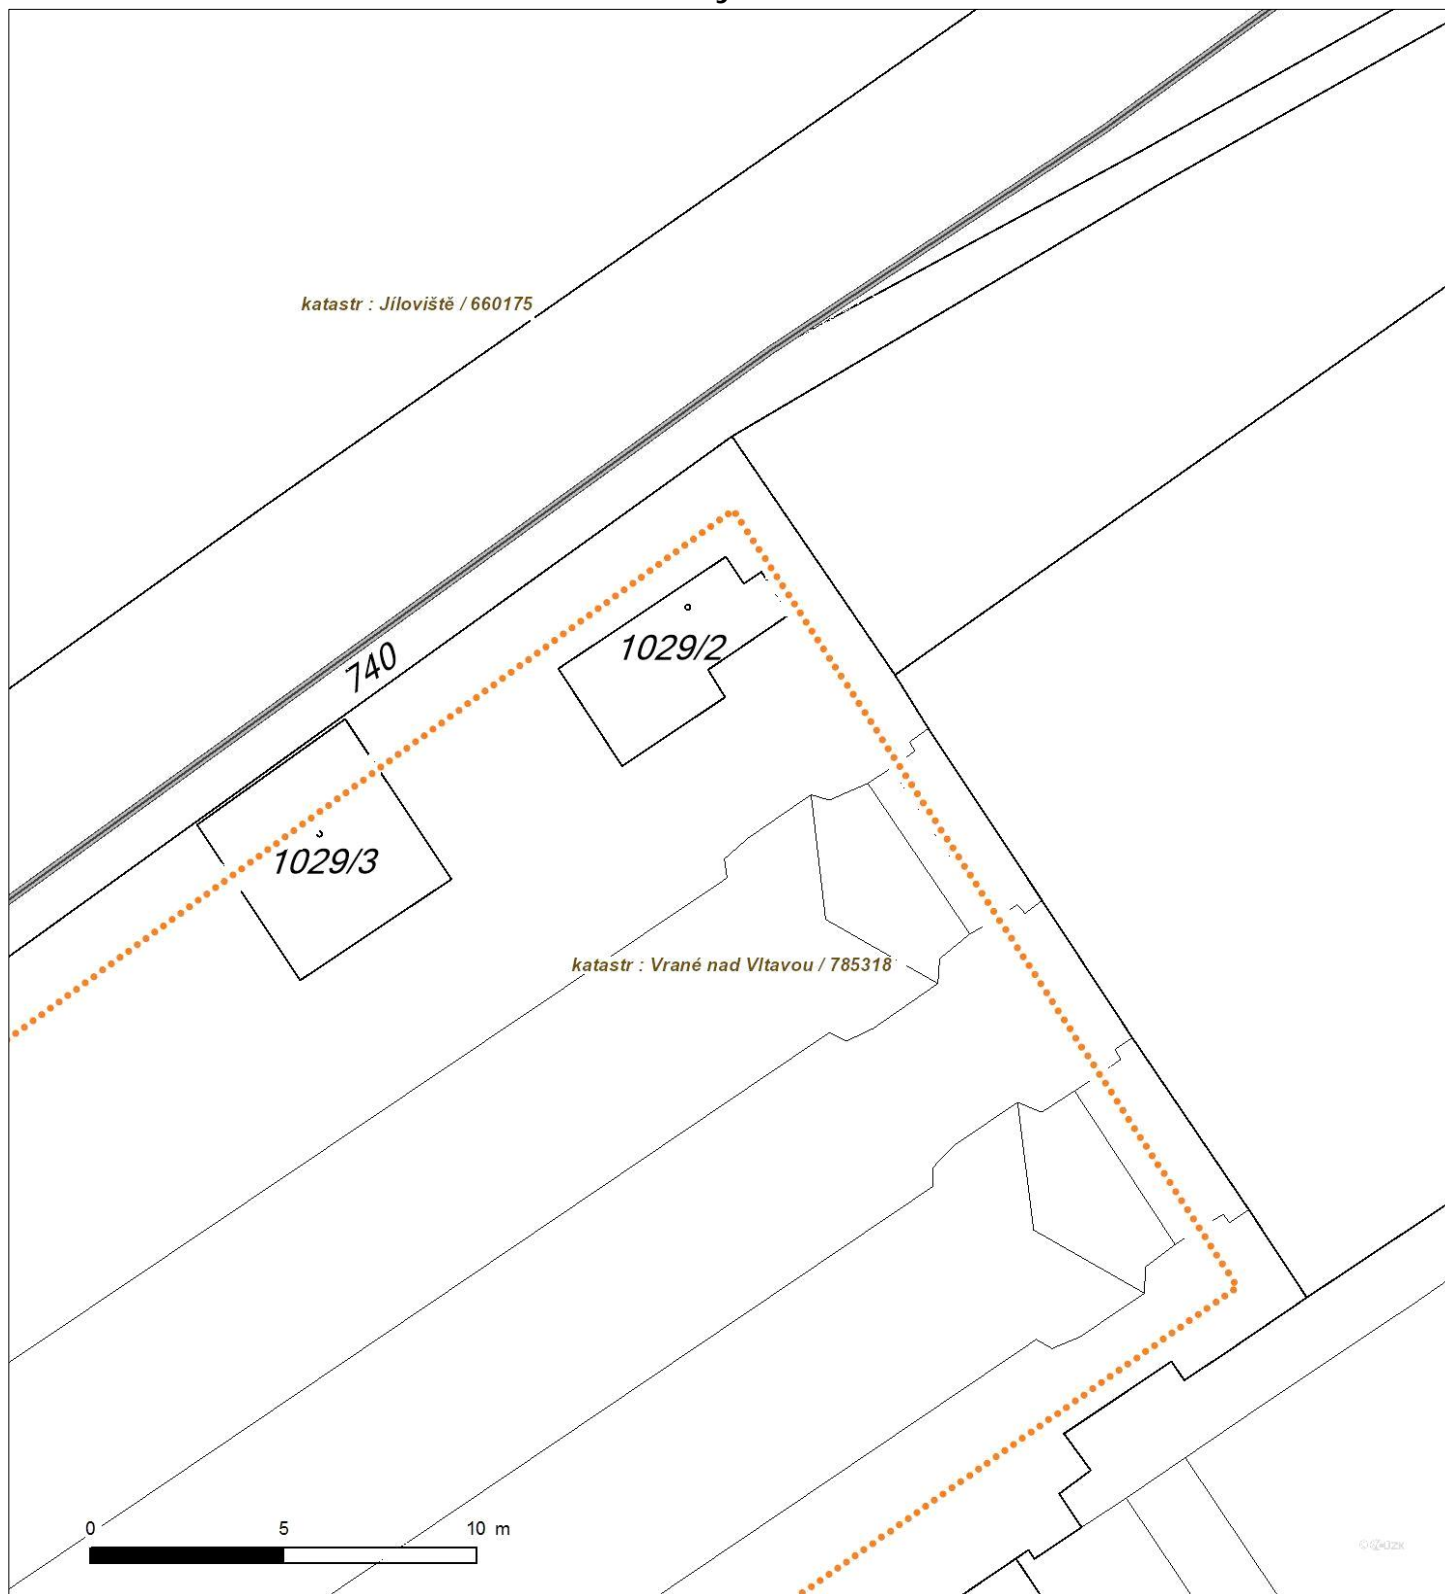 katastr : Jíloviště / 660175
740
1029/2
1029/3
katastr : Vrané nad Vltavou / 785318
0 5 10 m